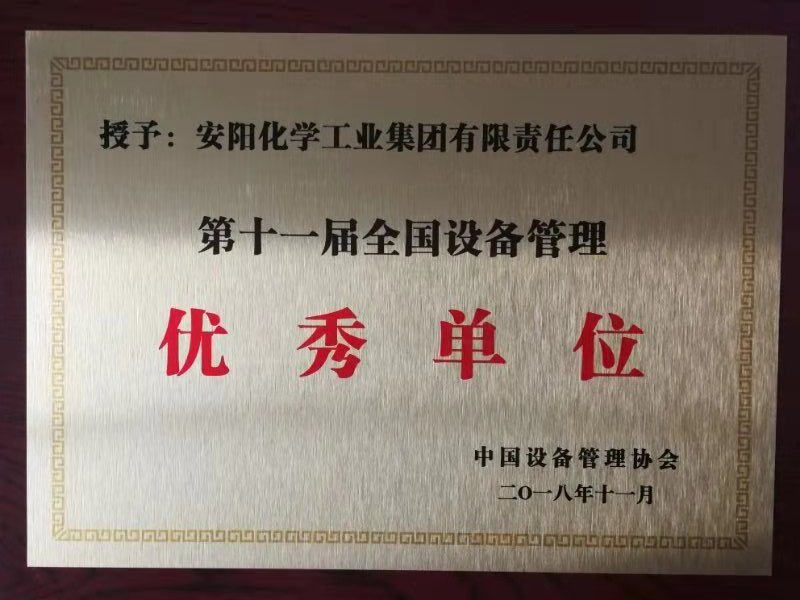 授予：安阳化学工业集团有限责任公司
第十一届全国设备管理
优秀单位
中国设备管理协会
二〇一八年十一月